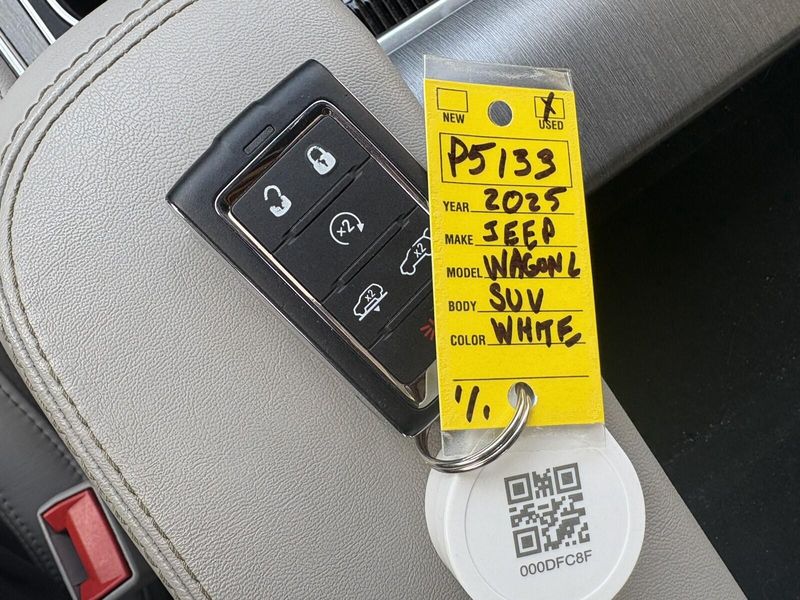 NEW
X
USED
P5133
YEAR 2025
MAKE JEEP
MODEL WAGON L
BODY SUV
COLOR WHITE
x2
x2
x2
000DFC8F